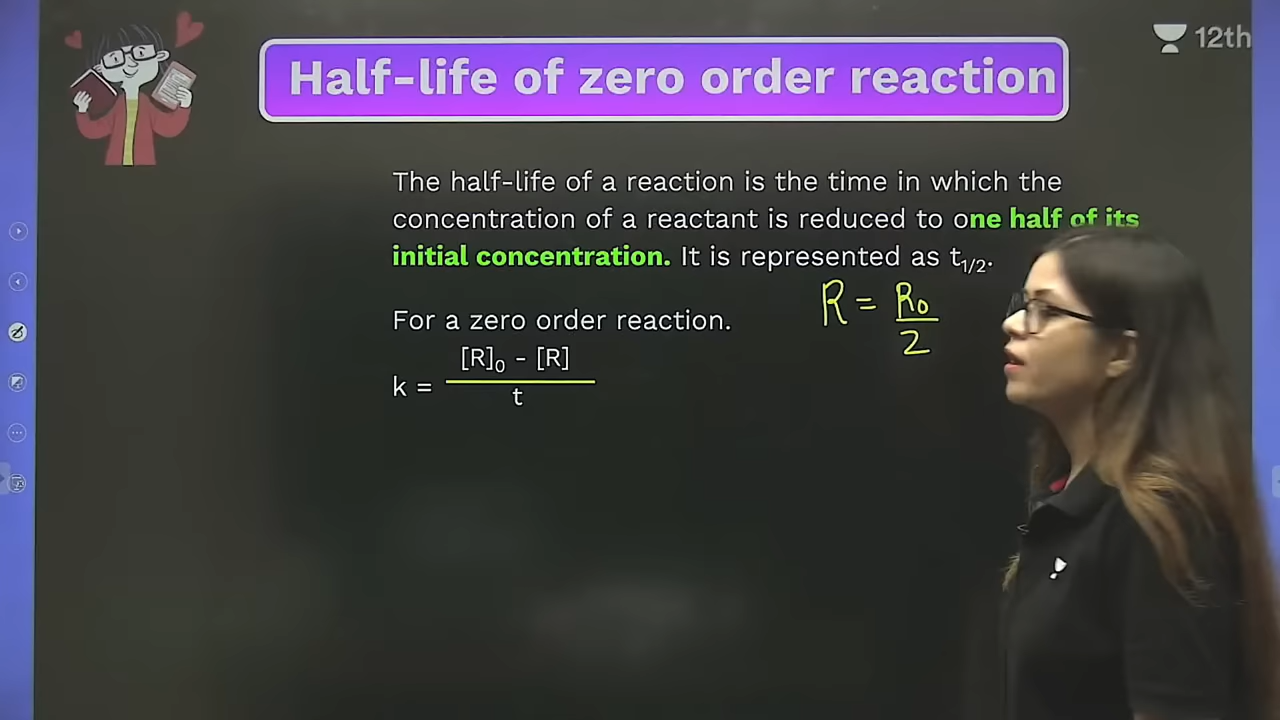 12th
Half-life of zero order reaction
The half-life of a reaction is the time in which the
concentration of a reactant is reduced to one half of its
initial concentration. It is represented as t₁/₂.
R = R₀/2
For a zero order reaction.
k = [R]₀ - [R] / t